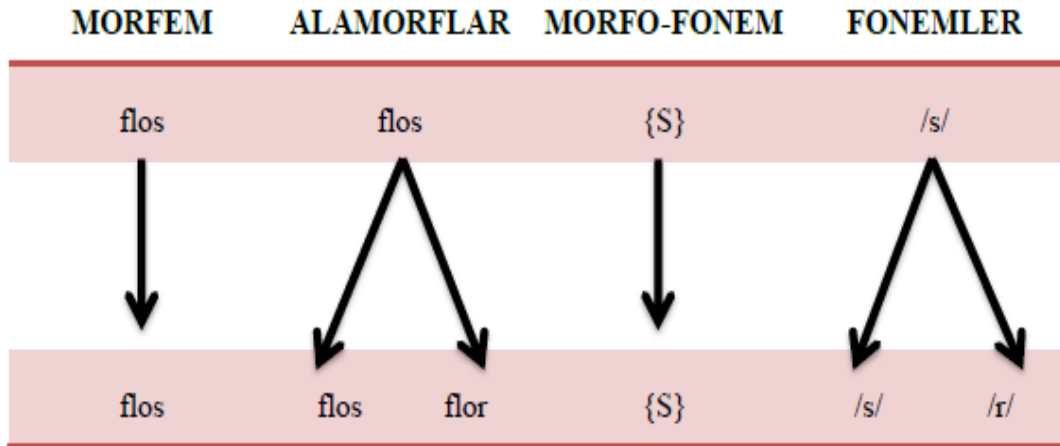 MORFEM ALAMORFLAR MORFO-FONEM FONEMLER
flos flos {S} /s/
flos flos flor {S} /s/ /r/